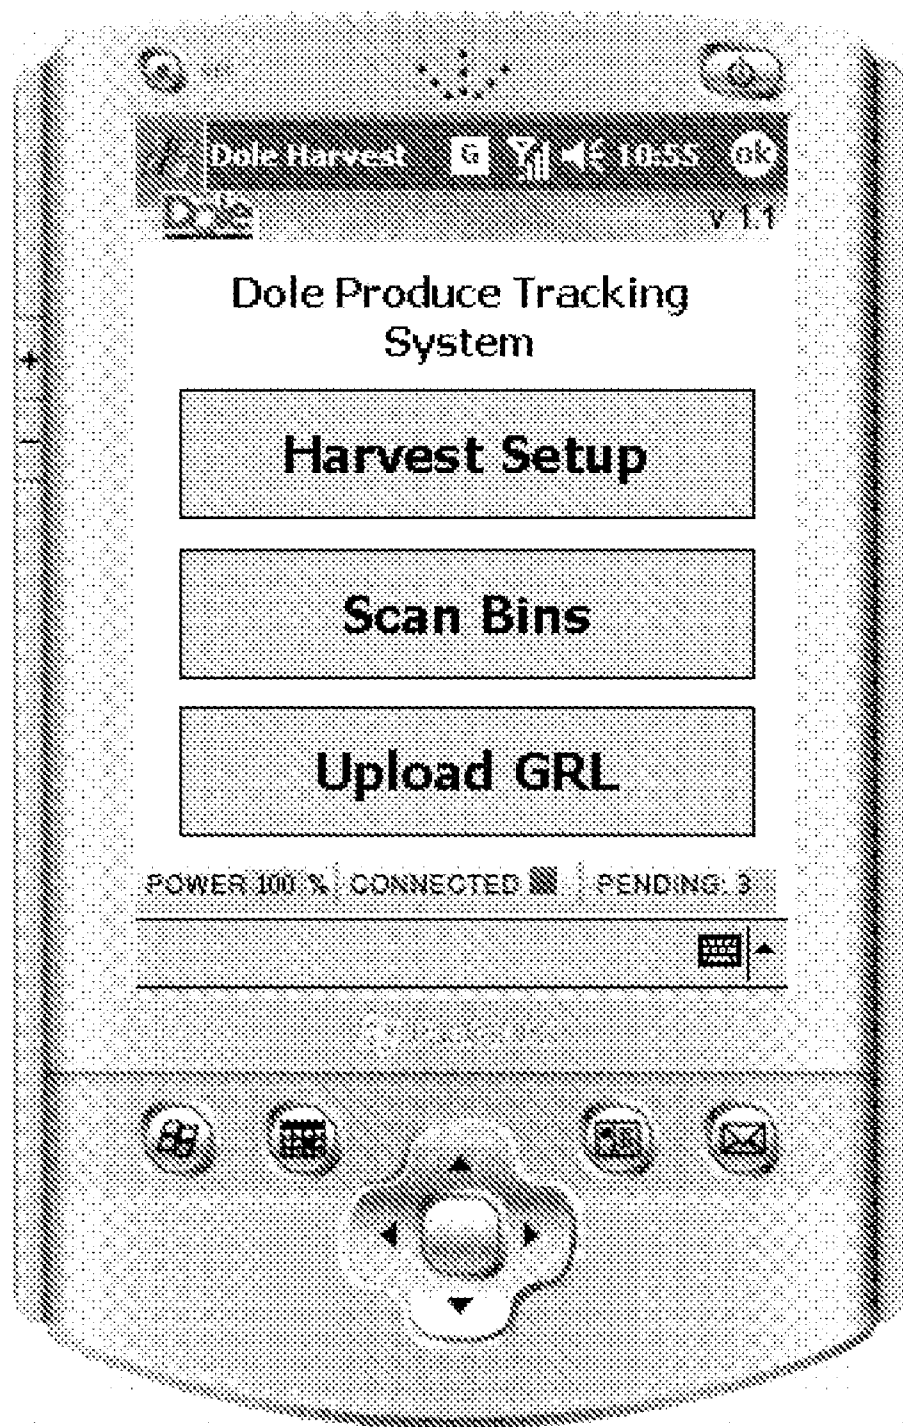 Dole Harvest G 10:55 ok
Dole v 1.1
Dole Produce Tracking
System
Harvest Setup
Scan Bins
Upload GRL
POWER 100 % CONNECTED PENDING: 3